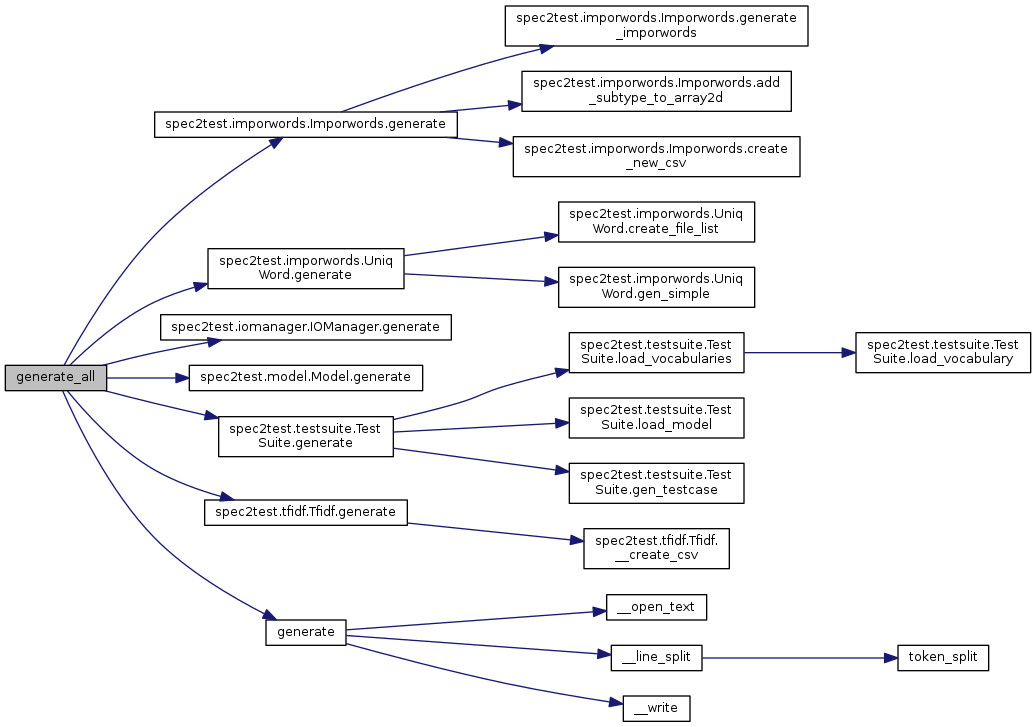 spec2test.imporwords.Imporwords.generate
_imporwords
spec2test.imporwords.Imporwords.add
_subtype_to_array2d
spec2test.imporwords.Imporwords.generate
spec2test.imporwords.Imporwords.create
_new_csv
spec2test.imporwords.Uniq
Word.create_file_list
spec2test.imporwords.Uniq
Word.generate
spec2test.imporwords.Uniq
Word.gen_simple
spec2test.iomanager.IOManager.generate
spec2test.testsuite.Test
Suite.load_vocabularies
spec2test.testsuite.Test
Suite.load_vocabulary
generate_all
spec2test.model.Model.generate
spec2test.testsuite.Test
Suite.load_model
spec2test.testsuite.Test
Suite.generate
spec2test.testsuite.Test
Suite.gen_testcase
spec2test.tfidf.Tfidf.generate
spec2test.tfidf.Tfidf.
__create_csv
__open_text
generate
__line_split
token_split
__write